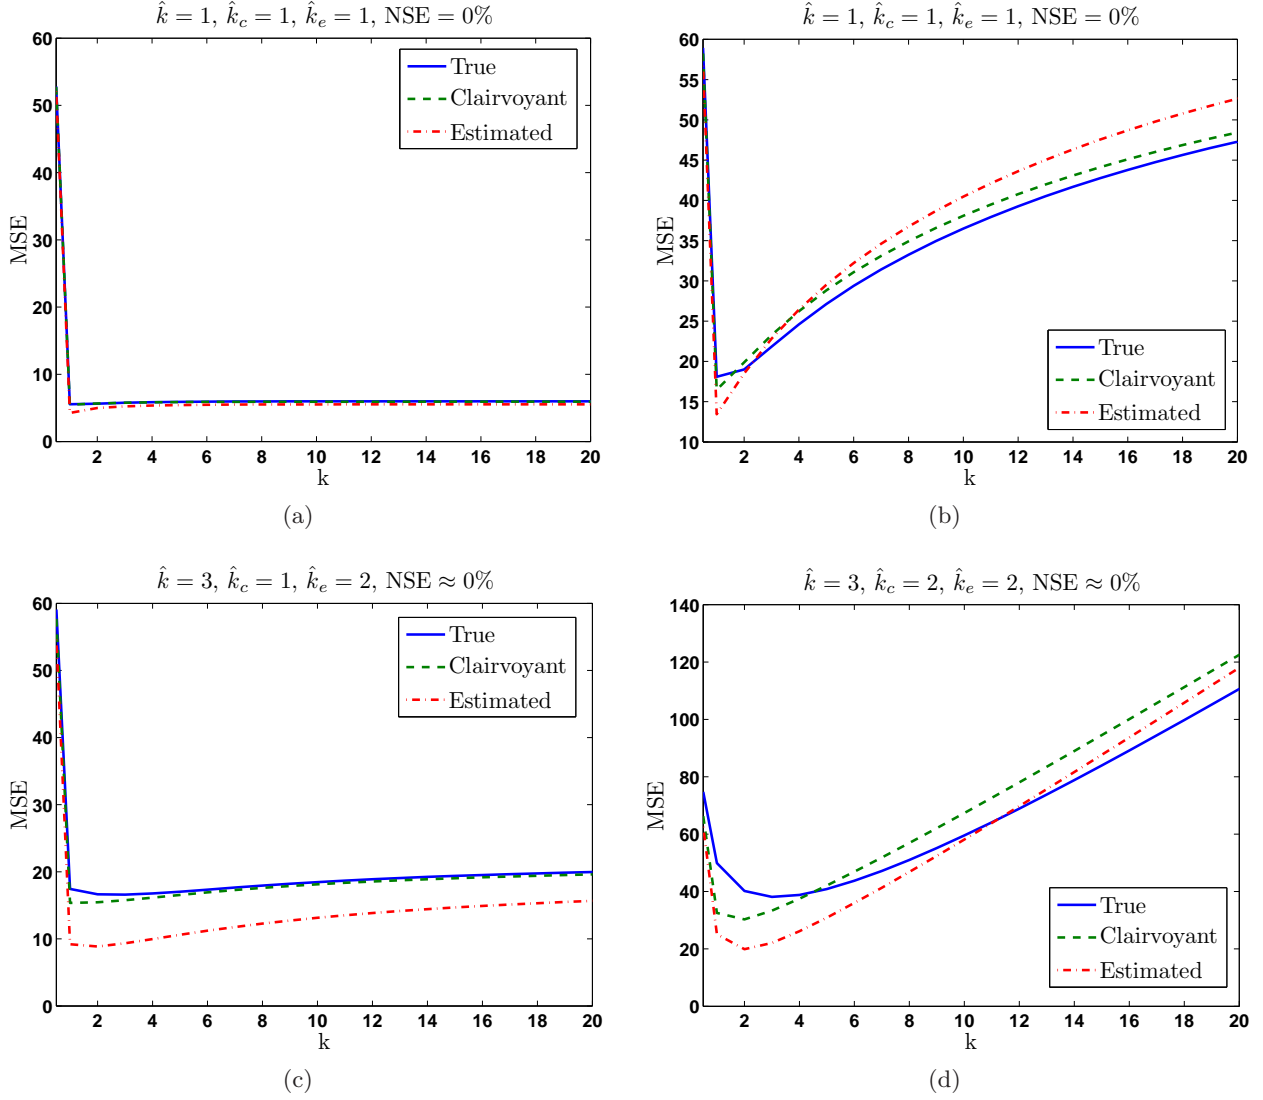 k̂ = 1, k̂_c = 1, k̂_e = 1, NSE = 0%
60
50
40
30
20
10
0
MSE
True
Clairvoyant
Estimated
2 4 6 8 10 12 14 16 18 20
k
(a)
k̂ = 1, k̂_c = 1, k̂_e = 1, NSE = 0%
60
55
50
45
40
35
30
25
20
15
10
MSE
True
Clairvoyant
Estimated
2 4 6 8 10 12 14 16 18 20
k
(b)
k̂ = 3, k̂_c = 1, k̂_e = 2, NSE ≈ 0%
60
50
40
30
20
10
0
MSE
True
Clairvoyant
Estimated
2 4 6 8 10 12 14 16 18 20
k
(c)
k̂ = 3, k̂_c = 2, k̂_e = 2, NSE ≈ 0%
140
120
100
80
60
40
20
0
MSE
True
Clairvoyant
Estimated
2 4 6 8 10 12 14 16 18 20
k
(d)